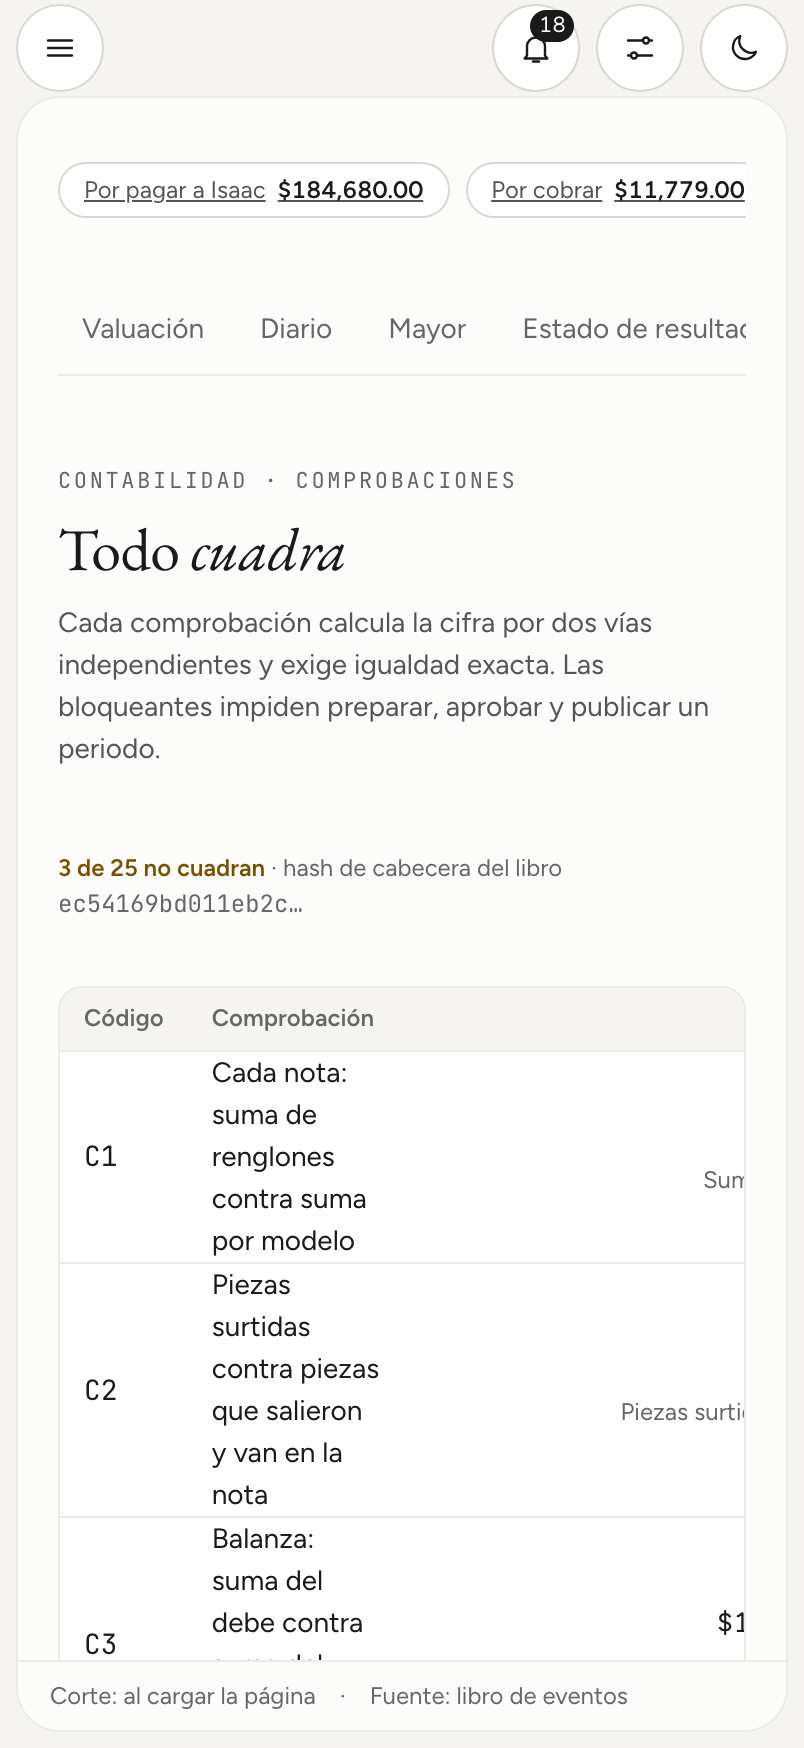 18
Por pagar a Isaac $184,680.00
Por cobrar $11,779.00
Valuación Diario Mayor Estado de
CONTABILIDAD · COMPROBACIONES
Todo cuadra
Cada comprobación calcula la cifra por dos vías
independientes y exige igualdad exacta. Las
bloqueantes impiden preparar, aprobar y publicar un
periodo.
3 de 25 no cuadran · hash de cabecera del libro
ec54169bd011eb2c…
Código Comprobación
Cada nota:
suma de
renglones
C1
contra suma
por modelo
Piezas
surtidas
contra piezas
C2
que salieron
Piezas
y van en la
nota
Balanza:
suma del
debe contra
C3
Corte: al cargar la página · Fuente: libro de eventos